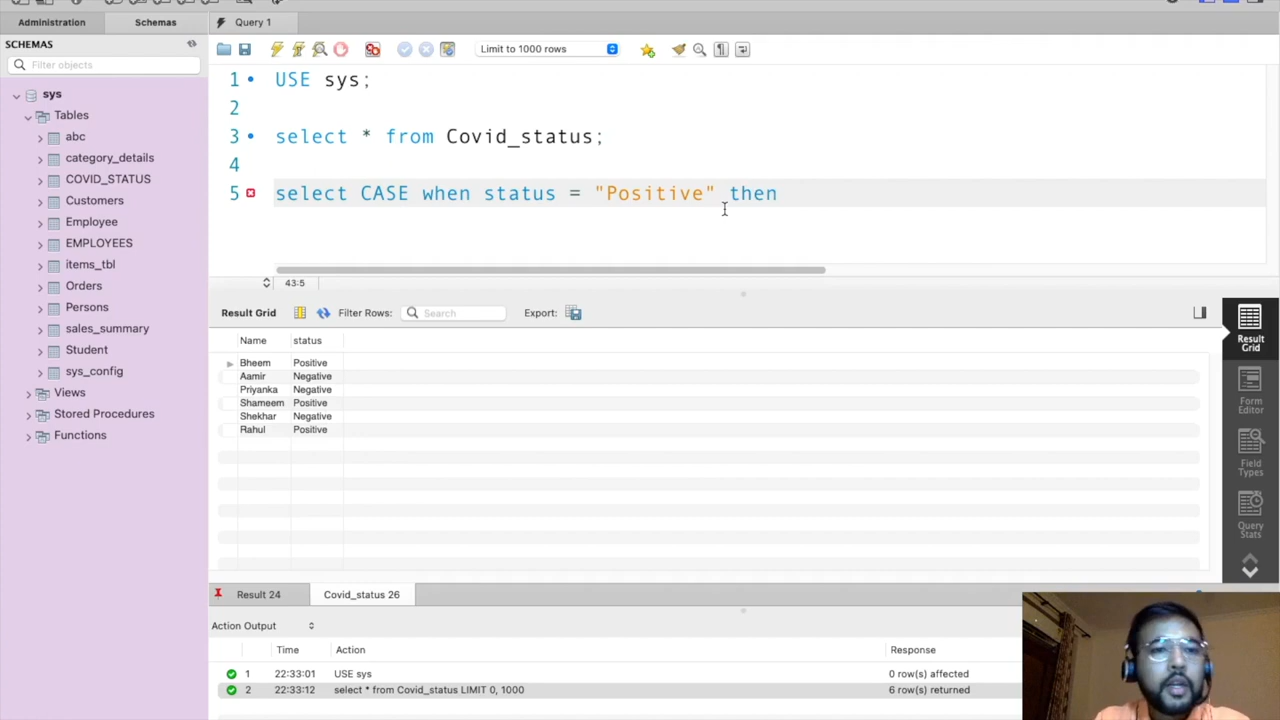 Administration
Schemas
Query 1
SCHEMAS
Filter objects
sys
Tables
abc
category_details
COVID_STATUS
Customers
Employee
EMPLOYEES
items_tbl
Orders
Persons
sales_summary
Student
sys_config
Views
Stored Procedures
Functions
Limit to 1000 rows
1 USE sys;
2
3 select * from Covid_status;
4
5 select CASE when status = "Positive" then
43:5
Result Grid
Filter Rows:
Search
Export:
Name status
Bheem Positive
Aamir Negative
Priyanka Negative
Shameem Positive
Shekhar Negative
Rahul Positive
Result
Grid
Form
Editor
Field
Types
Query
Stats
Result 24
Covid_status 26
Action Output
Time Action Response
1 22:33:01 USE sys 0 row(s) affected
2 22:33:12 select * from Covid_status LIMIT 0, 1000 6 row(s) returned